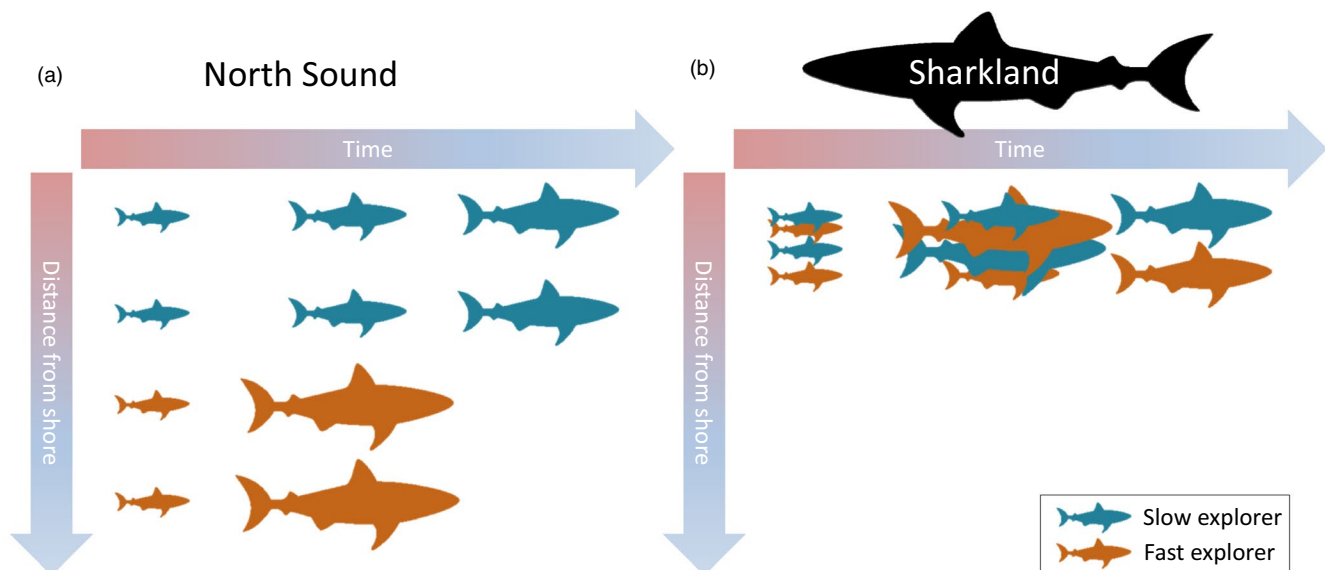 (a)
North Sound
Time
Distance from shore
(b)
Sharkland
Time
Distance from shore
Slow explorer
Fast explorer